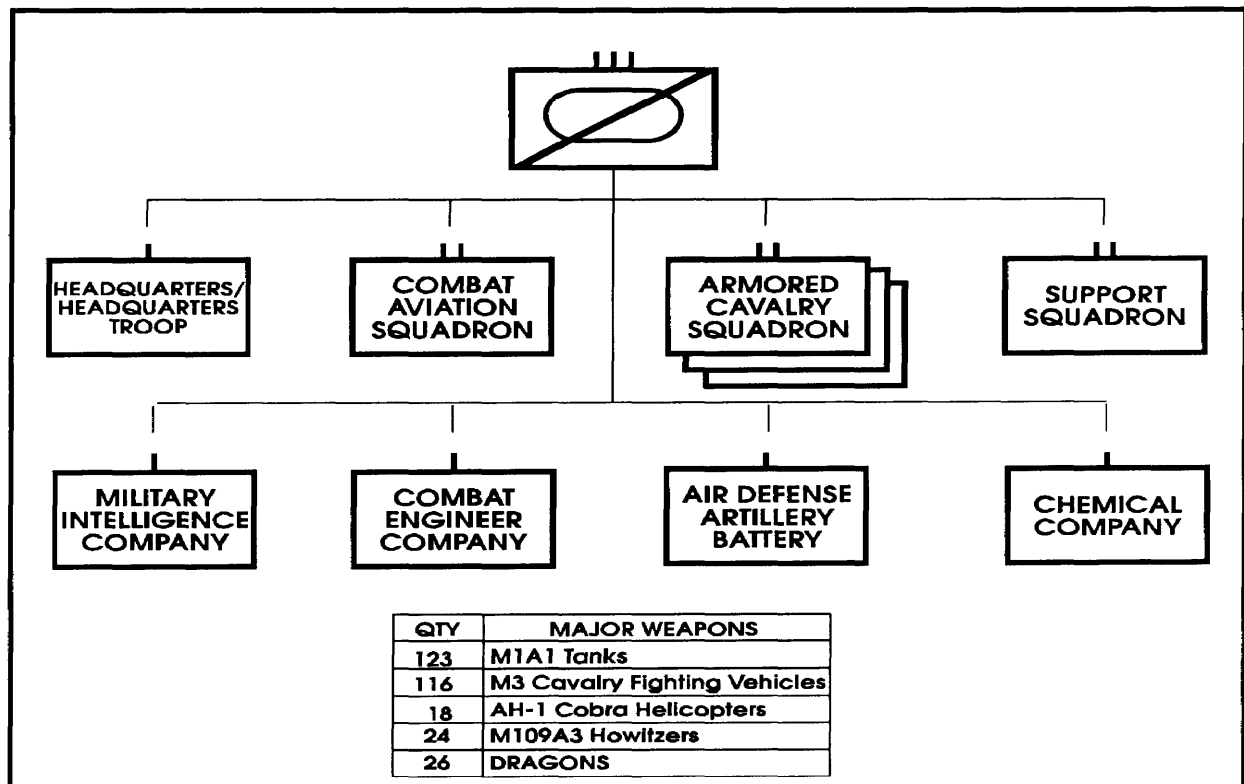 HEADQUARTERS/
HEADQUARTERS
TROOP
COMBAT
AVIATION
SQUADRON
ARMORED
CAVALRY
SQUADRON
SUPPORT
SQUADRON
MILITARY
INTELLIGENCE
COMPANY
COMBAT
ENGINEER
COMPANY
AIR DEFENSE
ARTILLERY
BATTERY
CHEMICAL
COMPANY
QTY MAJOR WEAPONS
123 M1A1 Tanks
116 M3 Cavalry Fighting Vehicles
18 AH-1 Cobra Helicopters
24 M109A3 Howitzers
26 DRAGONS